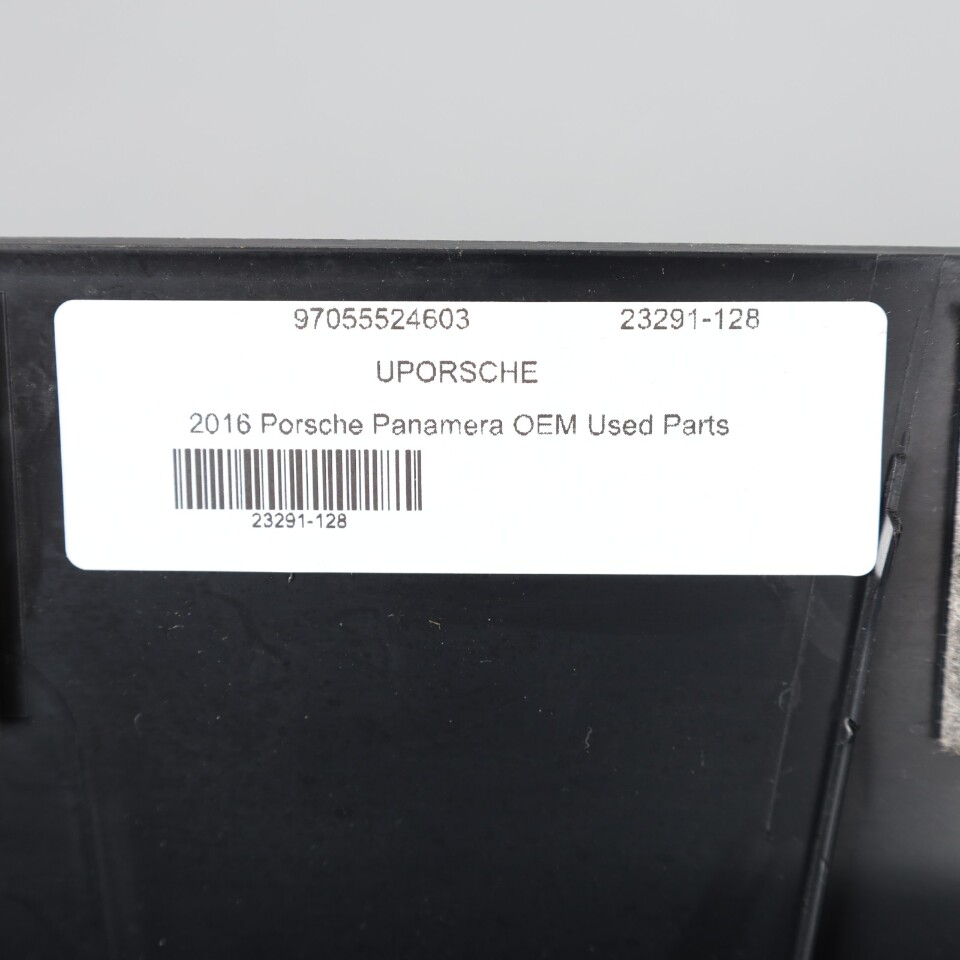 97055524603 23291-128
UPORSCHE
2016 Porsche Panamera OEM Used Parts
23291-128